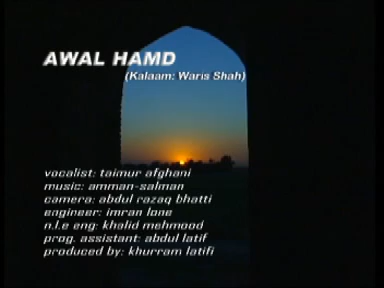 AWAL HAMD
(Kalaam: Waris Shah)
vocalist: taimur afghani
music: amman-salman
camera: abdul razaq bhatti
engineer: imran lone
n.l.e eng: khalid mehmood
prog. assistant: abdul latif
produced by: khurram latifi